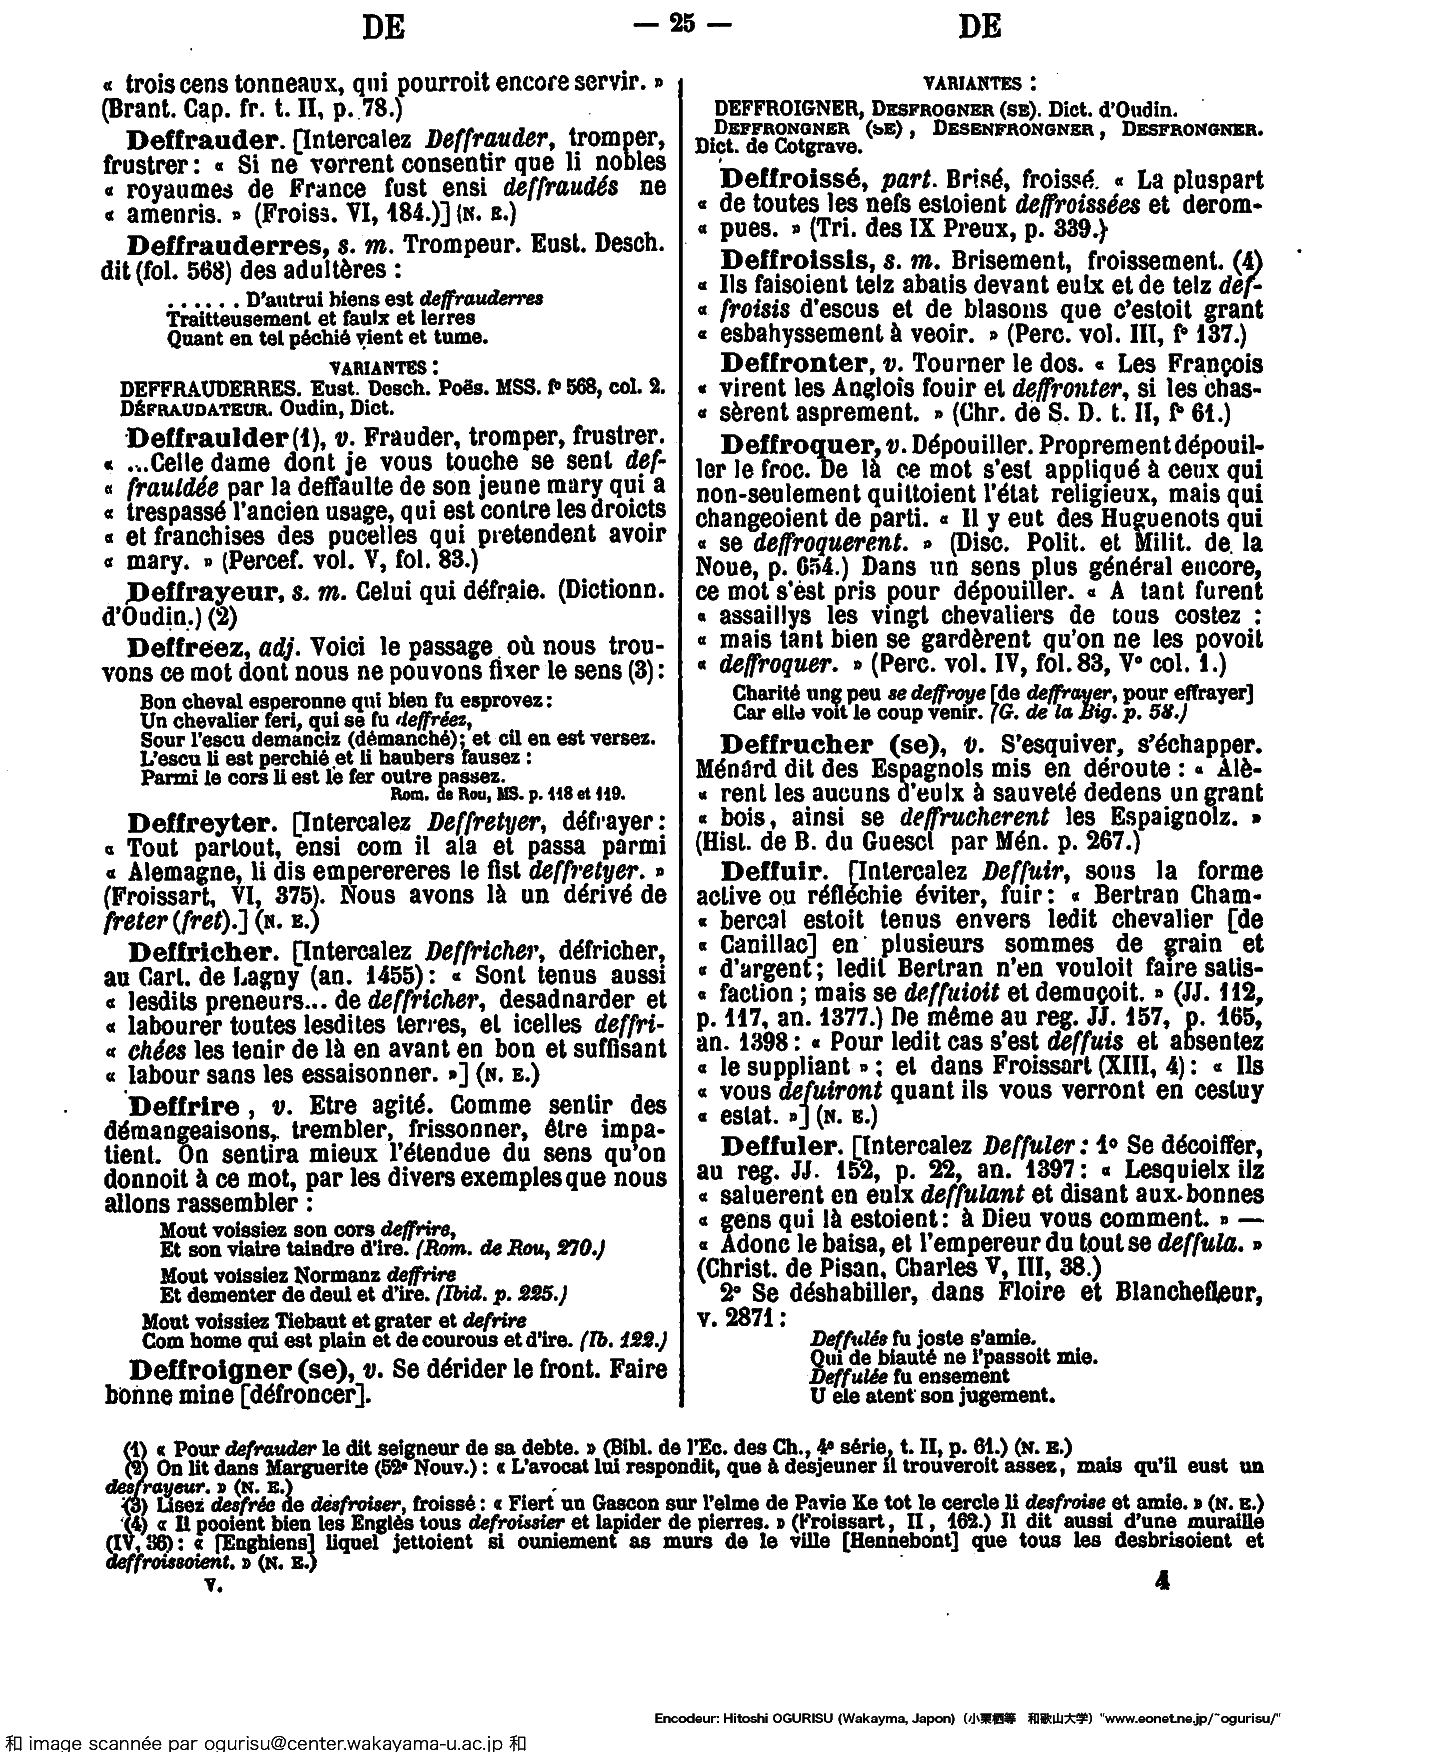 DE — 25 — DE
« trois cens tonneaux, qui pourroit encore servir. »
(Brant. Cap. fr. t. II, p. 78.)
Deffrauder. [Intercalez Deffrauder, tromper,
frustrer : « Si ne vorrent consentir que li nobles
« royaumes de France fust ensi deffraudés ne
« amenris. » (Froiss. VI, 184.)] (N. E.)
Deffrauderres, s. m. Trompeur. Eust. Desch.
dit (fol. 568) des adultères :
...... D'autrui biens est deffrauderres
Traitteusement et faulx et lerres
Quant en tel péchié vient et tume.
VARIANTES :
DEFFRAUDERRES. Eust. Desch. Poës. MSS. fº 568, col. 2.
DÉFRAUDATEUR. Oudin, Dict.
Deffraulder (1), v. Frauder, tromper, frustrer.
« ...Celle dame dont je vous touche se sent def-
« frauldée par la deffaulte de son jeune mary qui a
« trespassé l'ancien usage, qui est contre les droicts
« et franchises des pucelles qui pretendent avoir
« mary. » (Percef. vol. V, fol. 83.)
Deffrayeur, s. m. Celui qui défraie. (Dictionn.
d'Oudin.) (2)
Deffreez, adj. Voici le passage où nous trou-
vons ce mot dont nous ne pouvons fixer le sens (3) :
Bon cheval esperonne qui bien fu esprovez :
Un chevalier feri, qui se fu deffréez,
Sour l'escu demanciz (démanché); et cil en est versez.
L'escu li est perchié et li haubers fausez :
Parmi le cors li est le fer outre passez.
Rom. de Rou, MS. p. 118 et 119.
Deffreyter. [Intercalez Deffretyer, défrayer :
« Tout partout, ensi com il ala et passa parmi
« Alemagne, li dis emperereres le fist deffretyer. »
(Froissart, VI, 375). Nous avons là un dérivé de
freter (fret).] (N. E.)
Deffricher. [Intercalez Deffricher, défricher,
au Cart. de Lagny (an. 1455) : « Sont tenus aussi
« lesdits preneurs... de deffricher, desadnarder et
« labourer toutes lesdites terres, et icelles deffri-
« chées les tenir de là en avant en bon et suffisant
« labour sans les essaisonner. »] (N. E.)
Deffrire, v. Etre agité. Comme sentir des
démangeaisons, trembler, frissonner, être impa-
tient. On sentira mieux l'étendue du sens qu'on
donnoit à ce mot, par les divers exemples que nous
allons rassembler :
Mout voissiez son cors deffrire,
Et son viaire taindre d'ire. (Rom. de Rou, 270.)
Mout voissiez Normanz deffrire
Et dementer de deul et d'ire. (Ibid. p. 225.)
Mout voissiez Tiebaut et grater et defrire
Com home qui est plain et de courous et d'ire. (Ib. 122.)
Deffroigner (se), v. Se dérider le front. Faire
bonne mine [défroncer].
VARIANTES :
DEFFROIGNER, DESFROGNER (SE). Dict. d'Oudin.
DEFFRONGNER (SE), DESENFRONGNER, DESFRONGNER.
Dict. de Cotgrave.
Deffroissé, part. Brisé, froissé. « La pluspart
« de toutes les nefs estoient deffroissées et derom-
« pues. » (Tri. des IX Preux, p. 339.)
Deffroissis, s. m. Brisement, froissement. (4)
« Ils faisoient telz abatis devant eulx et de telz def-
« froisis d'escus et de blasons que c'estoit grant
« esbahyssement à veoir. » (Perc. vol. III, fº 137.)
Deffronter, v. Tourner le dos. « Les François
« virent les Anglois fouir et deffronter, si les chas-
« sèrent asprement. » (Chr. de S. D. t. II, fº 61.)
Deffroquer, v. Dépouiller. Proprement dépouil-
ler le froc. De là ce mot s'est appliqué à ceux qui
non-seulement quittoient l'état religieux, mais qui
changeoient de parti. « Il y eut des Huguenots qui
« se deffroquerent. » (Disc. Polit. et Milit. de la
Noue, p. 654.) Dans un sens plus général encore,
ce mot s'est pris pour dépouiller. « A tant furent
« assaillys les vingt chevaliers de tous costez :
« mais tant bien se gardèrent qu'on ne les povoit
« deffroquer. » (Perc. vol. IV, fol. 83, Vº col. 1.)
Charité ung peu se deffroye [de deffrayer, pour effrayer]
Car elle voit le coup venir. (G. de la Big. p. 58.)
Deffrucher (se), v. S'esquiver, s'échapper.
Ménard dit des Espagnols mis en déroute : « Alè-
« rent les aucuns d'eulx à sauveté dedens un grant
« bois, ainsi se deffrucherent les Espaignolz. »
(Hist. de B. du Guescl par Mén. p. 267.)
Deffuir. [Intercalez Deffuir, sous la forme
active ou réfléchie éviter, fuir : « Bertran Cham-
« bercal estoit tenus envers ledit chevalier [de
« Canillac] en plusieurs sommes de grain et
« d'argent ; ledit Bertran n'en vouloit faire satis-
« faction ; mais se deffuioit et demuçoit. » (JJ. 112,
p. 117, an. 1377.) De même au reg. JJ. 157, p. 165,
an. 1398 : « Pour ledit cas s'est deffuis et absentez
« le suppliant » ; et dans Froissart (XIII, 4) : « Ils
« vous defuiront quant ils vous verront en cestuy
« estat. »] (N. E.)
Deffuler. [Intercalez Deffuler : 1º Se décoiffer,
au reg. JJ. 152, p. 22, an. 1397 : « Lesquielx ilz
« saluerent en eulx deffulant et disant aux bonnes
« gens qui là estoient : à Dieu vous comment. » —
« Adonc le baisa, et l'empereur du tout se deffula. »
(Christ. de Pisan, Charles V, III, 38.)
2º Se déshabiller, dans Floire et Blanchefleur,
v. 2871 :
Deffulés fu joste s'amie.
Qui de biauté ne l'passoit mie.
Deffulée fu ensement
U ele atent son jugement.
(1) « Pour defrauder le dit seigneur de sa debte. » (Bibl. de l'Ec. des Ch., 4e série, t. II, p. 61.) (N. E.)
(2) On lit dans Marguerite (52e Nouv.) : « L'avocat lui respondit, que à desjeuner il trouveroit assez, mais qu'il eust un
desfrayeur. » (N. E.)
(3) Lisez desfrée de desfroiser, froissé : « Fiert un Gascon sur l'elme de Pavie Ke tot le cercle li desfroise et amie. » (N. E.)
(4) « Il pooient bien les Englès tous defroissier et lapider de pierres. » (Froissart, II, 162.) Il dit aussi d'une muraille
(IV, 36) : « [Enghiens] liquel jettoient si ouniement as murs de le ville [Hennebont] que tous les desbrisoient et
deffroissoient. » (N. E.)
v. 4
Encodeur: Hitoshi OGURISU (Wakayma, Japon) (小栗栖等 和歌山大学) "www.eonet.ne.jp/~ogurisu/"
和 image scannée par ogurisu@center.wakayama-u.ac.jp 和